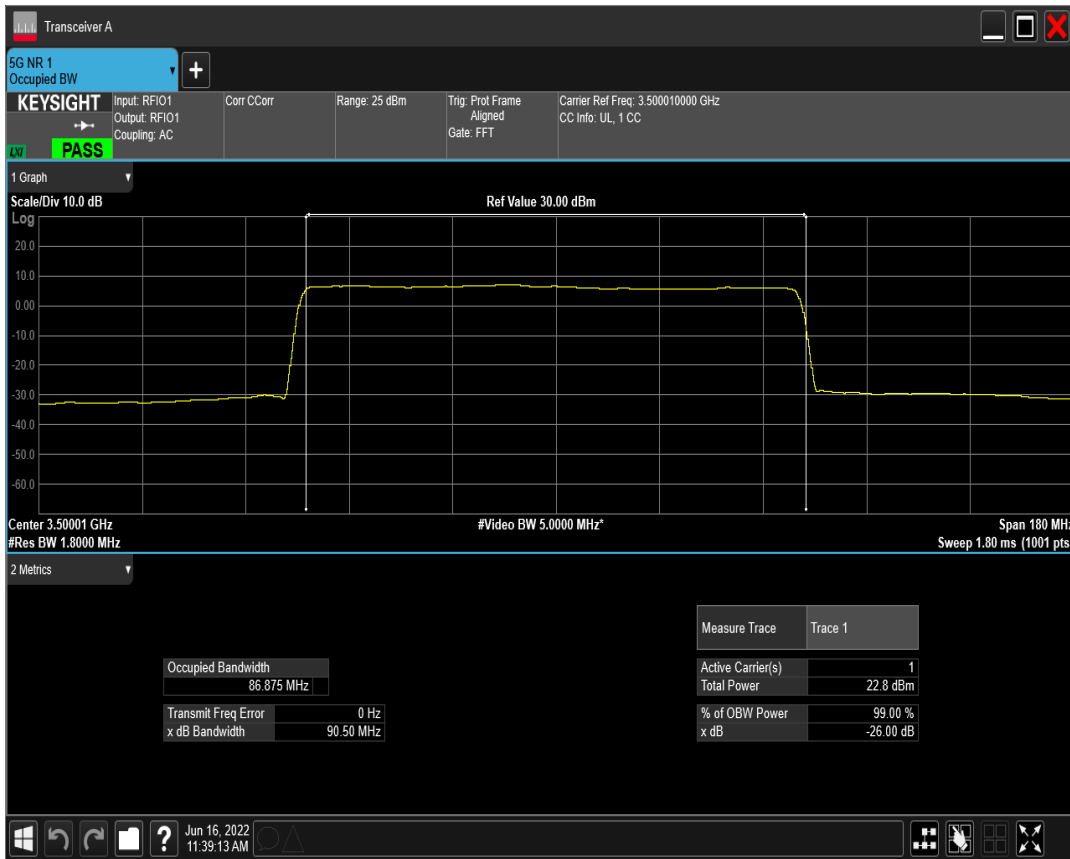 Transceiver A
5G NR 1
Occupied BW
+
KEYSIGHT
LXI
PASS
Input: RFIO1
Output: RFIO1
Coupling: AC
Corr CCorr
Range: 25 dBm
Trig: Prot Frame
Aligned
Gate: FFT
Carrier Ref Freq: 3.500010000 GHz
CC Info: UL, 1 CC
1 Graph
Scale/Div 10.0 dB
Ref Value 30.00 dBm
Log
20.0
10.0
0.00
-10.0
-20.0
-30.0
-40.0
-50.0
-60.0
Center 3.50001 GHz
#Video BW 5.0000 MHz*
Span 180 MHz
#Res BW 1.8000 MHz
Sweep 1.80 ms (1001 pts
2 Metrics
Measure Trace Trace 1
Occupied Bandwidth
86.875 MHz
Active Carrier(s) 1
Total Power 22.8 dBm
Transmit Freq Error 0 Hz
x dB Bandwidth 90.50 MHz
% of OBW Power 99.00 %
x dB -26.00 dB
?
Jun 16, 2022
11:39:13 AM